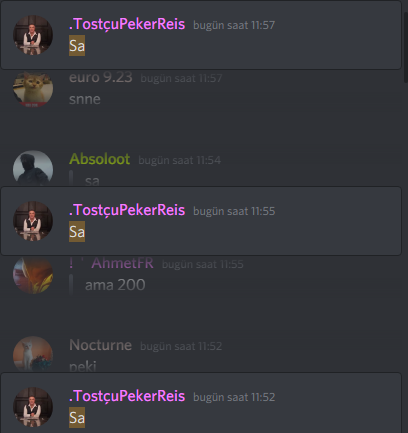 .TostçuPekerReis bugün saat 11:57
Sa
euro 9.23 bugün saat 11:57
snne
Absoloot bugün saat 11:54
sa
.TostçuPekerReis bugün saat 11:55
Sa
AhmetFR bugün saat 11:55
ama 200
Nocturne bugün saat 11:52
peki
.TostçuPekerReis bugün saat 11:52
Sa